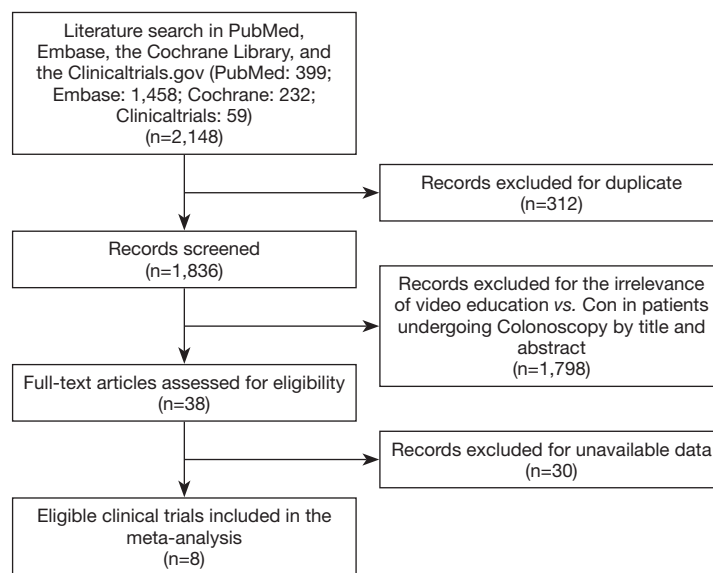 Literature search in PubMed,
Embase, the Cochrane Library, and
the Clinicaltrials.gov (PubMed: 399;
Embase: 1,458; Cochrane: 232;
Clinicaltrials: 59)
(n=2,148)
Records excluded for duplicate
(n=312)
Records screened
(n=1,836)
Records excluded for the irrelevance
of video education vs. Con in patients
undergoing Colonoscopy by title and
abstract
(n=1,798)
Full-text articles assessed for eligibility
(n=38)
Records excluded for unavailable data
(n=30)
Eligible clinical trials included in the
meta-analysis
(n=8)